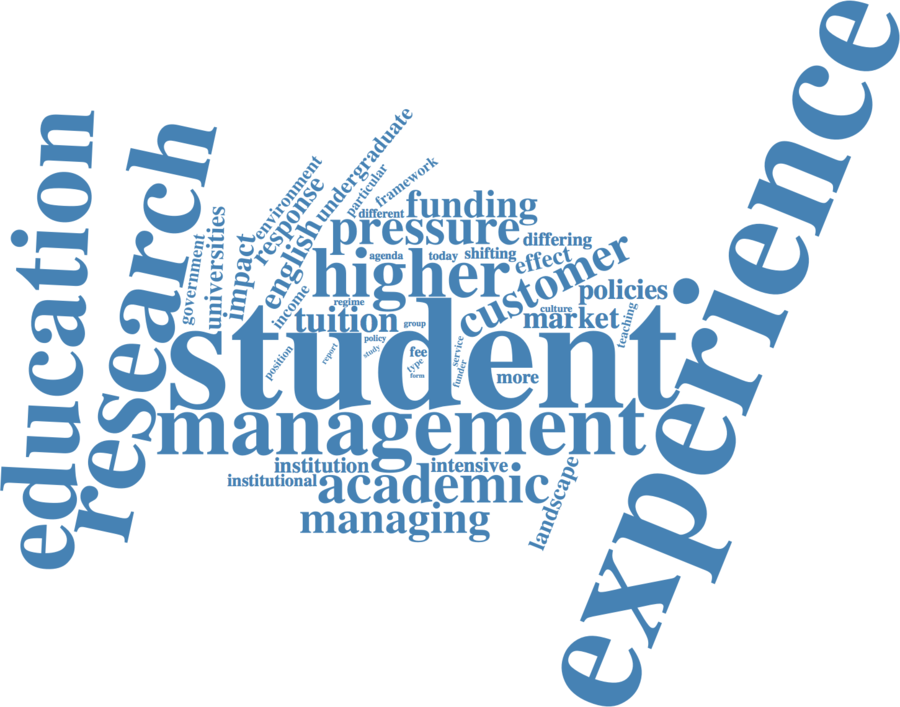 experience
education
research
student
management
higher
customer
academic
pressure
funding
managing
english
undergraduate
response
environment
particular
framework
different
differing
effect
shifting
today
agenda
policies
market
culture
teaching
impact
universities
government
income
regime
tuition
group
policy
position
report
study
fee
type
form
service
funder
more
institution
institutional
intensive
landscape